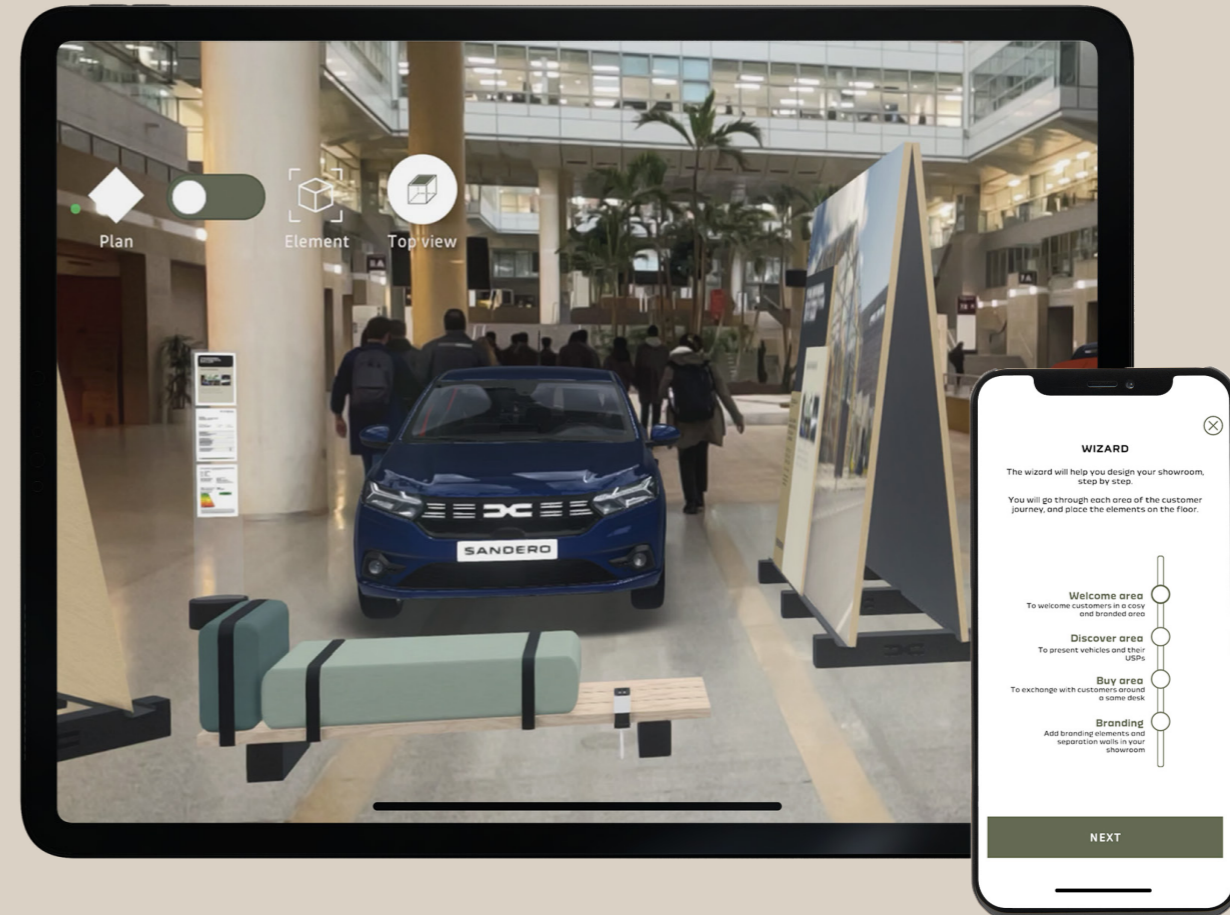 Plan
Element
Top view
SANDERO
WIZARD
The wizard will help you design your showroom,
step by step.
You will go through each area of the customer
journey, and place the elements on the floor.
Welcome area
To welcome customers in a cosy
and branded area
Discover area
To present vehicles and their
USPs
Buy area
To exchange with customers around
a same desk
Branding
Add branding elements and
separation walls in your
showroom
NEXT